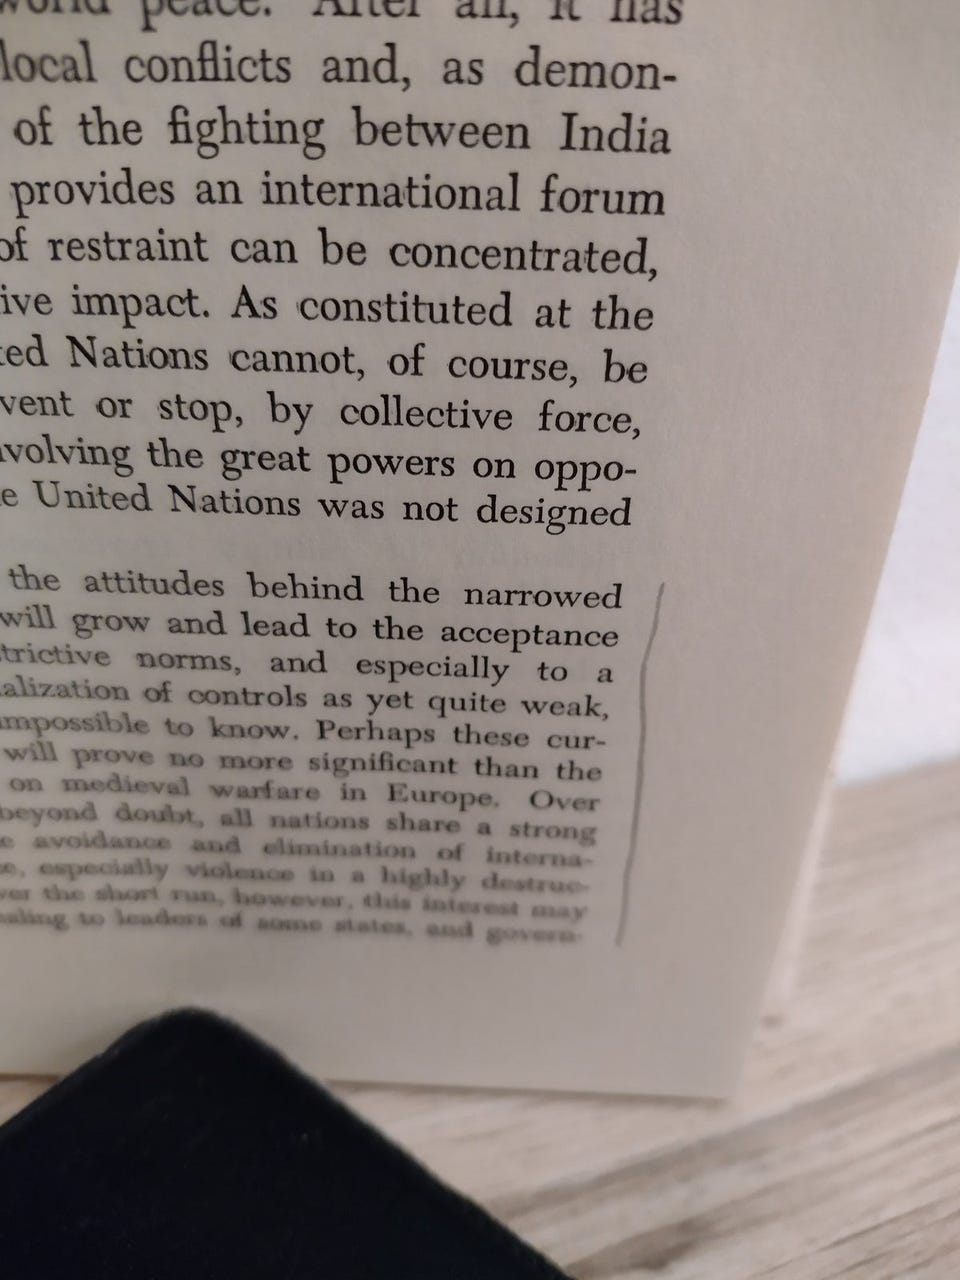 world peace. After all, it has
local conflicts and, as demon-
of the fighting between India
provides an international forum
of restraint can be concentrated,
ive impact. As constituted at the
ted Nations cannot, of course, be
vent or stop, by collective force,
nvolving the great powers on oppo-
e United Nations was not designed
the attitudes behind the narrowed
will grow and lead to the acceptance
trictive norms, and especially to a
alization of controls as yet quite weak,
impossible to know. Perhaps these cur-
will prove no more significant than the
on medieval warfare in Europe. Over
beyond doubt, all nations share a strong
e avoidance and elimination of interna-
e, especially violence in a highly destruc-
ver the short run, however, this interest may
aling to leaders of some states, and govern-